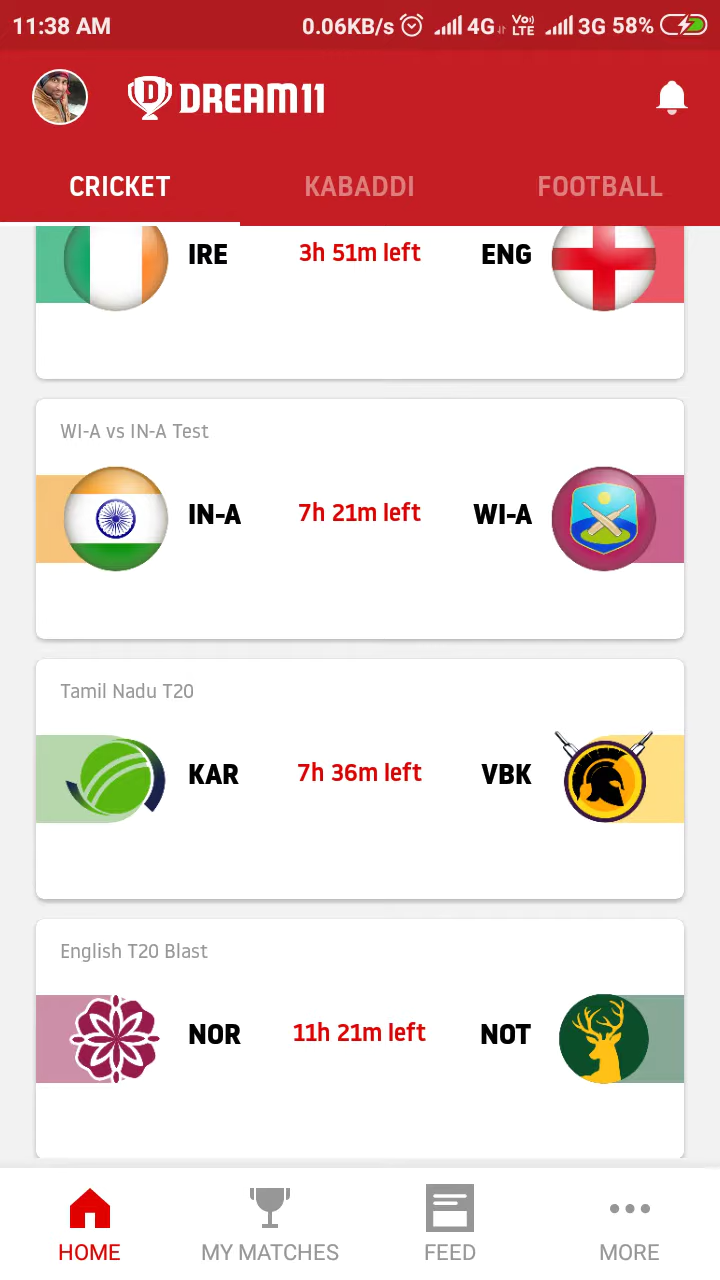 11:38 AM 0.06KB/s 4G Vo)) LTE 3G 58%
D DREAM11
CRICKET KABADDI FOOTBALL
IRE 3h 51m left ENG
WI-A vs IN-A Test
IN-A 7h 21m left WI-A
Tamil Nadu T20
KAR 7h 36m left VBK
English T20 Blast
NOR 11h 21m left NOT
HOME MY MATCHES FEED MORE